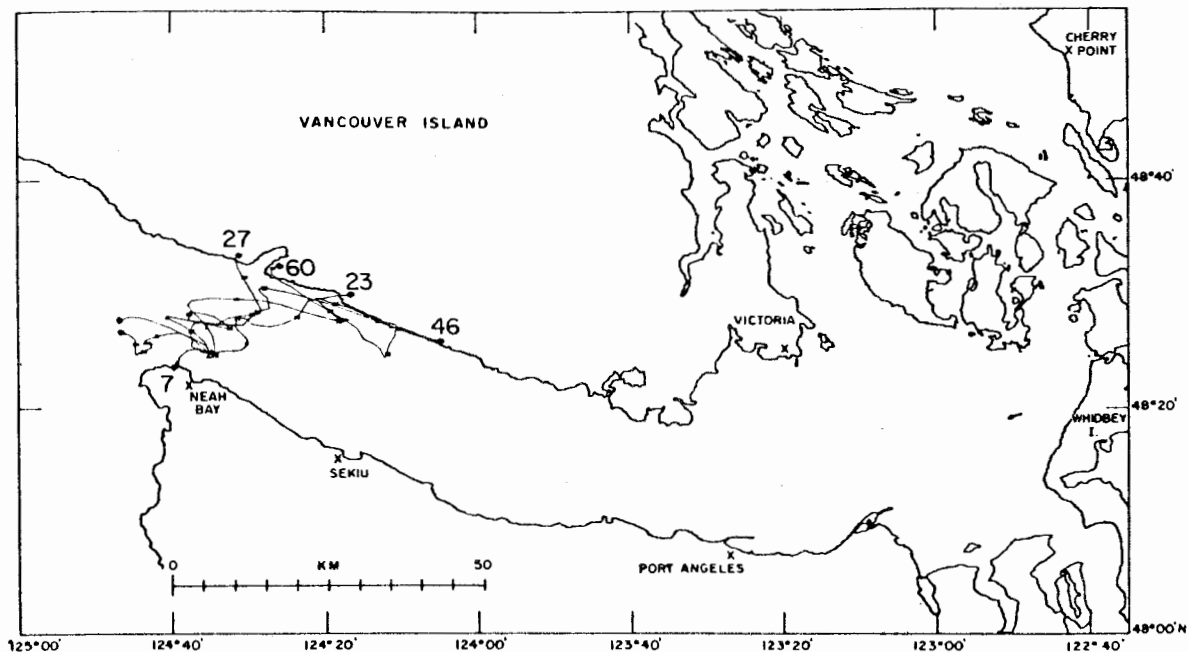 CHERRY
X POINT
VANCOUVER ISLAND
48°40'
27
60
23
46
VICTORIA
X
7
X
NEAH
BAY
48°20'
WHIDBEY
I.
X
SEKIU
0 KM 50
X
PORT ANGELES
48°00'N
125°00' 124°40' 124°20' 124°00' 123°40' 123°20' 123°00' 122°40'